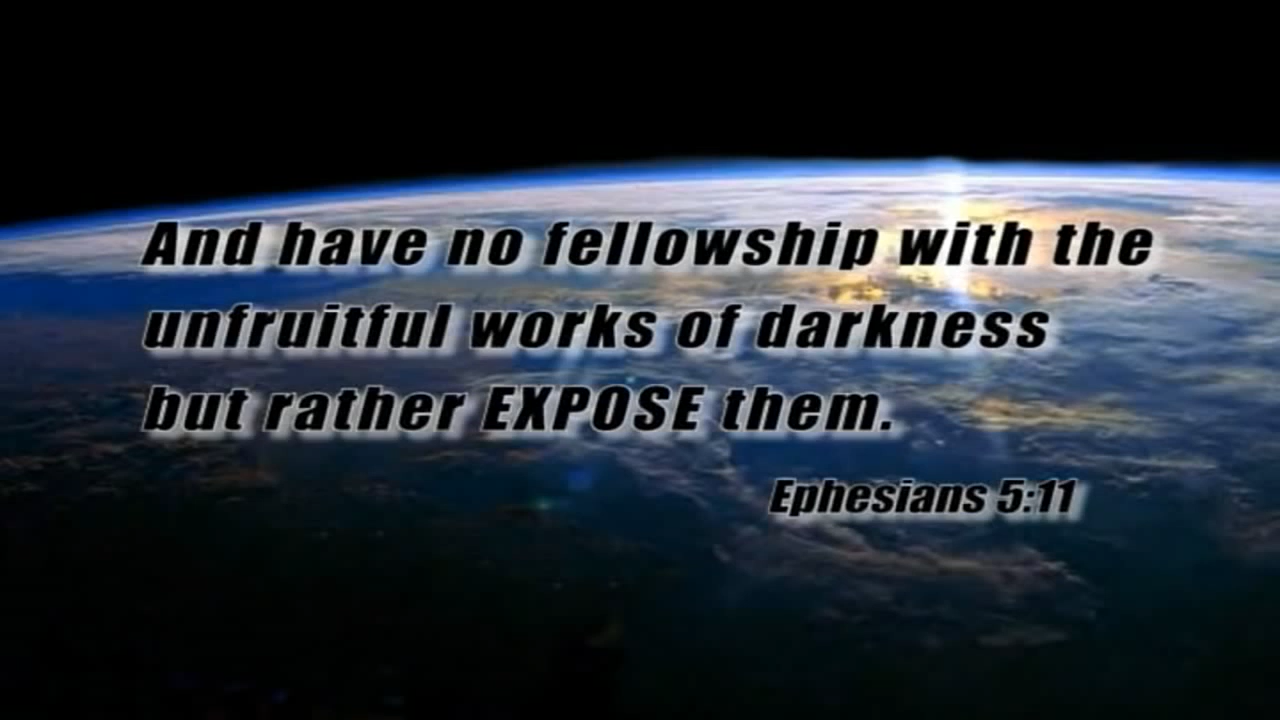 And have no fellowship with the
unfruitful works of darkness
but rather EXPOSE them.
Ephesians 5:11